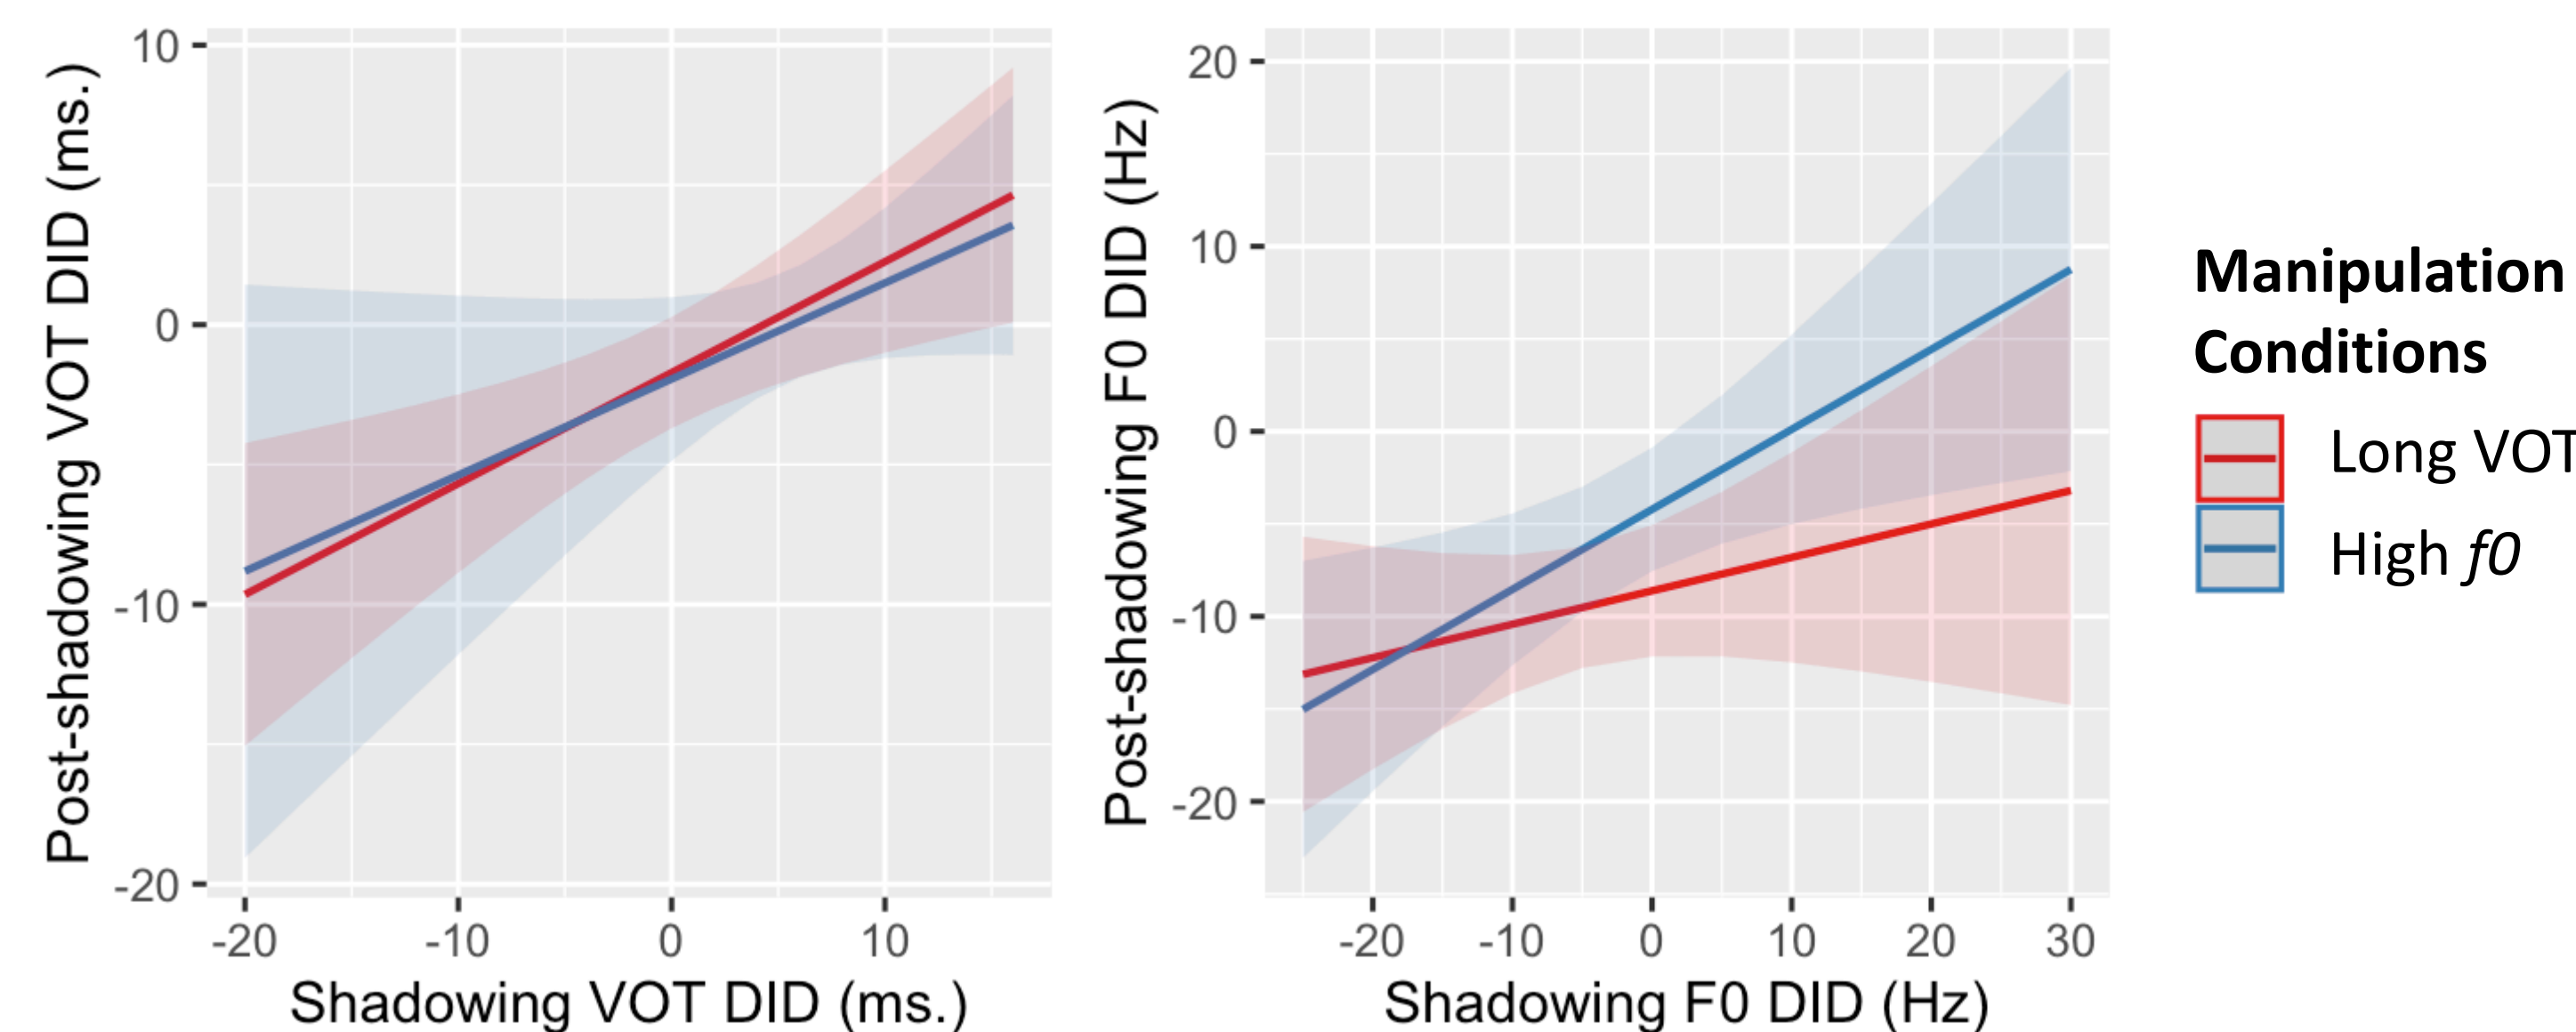 Post-shadowing VOT DID (ms.)
10
0
-10
-20
-20 -10 0 10
Shadowing VOT DID (ms.)
Post-shadowing F0 DID (Hz)
20
10
0
-10
-20
-20 -10 0 10 20 30
Shadowing F0 DID (Hz)
Manipulation
Conditions
Long VOT
High f0